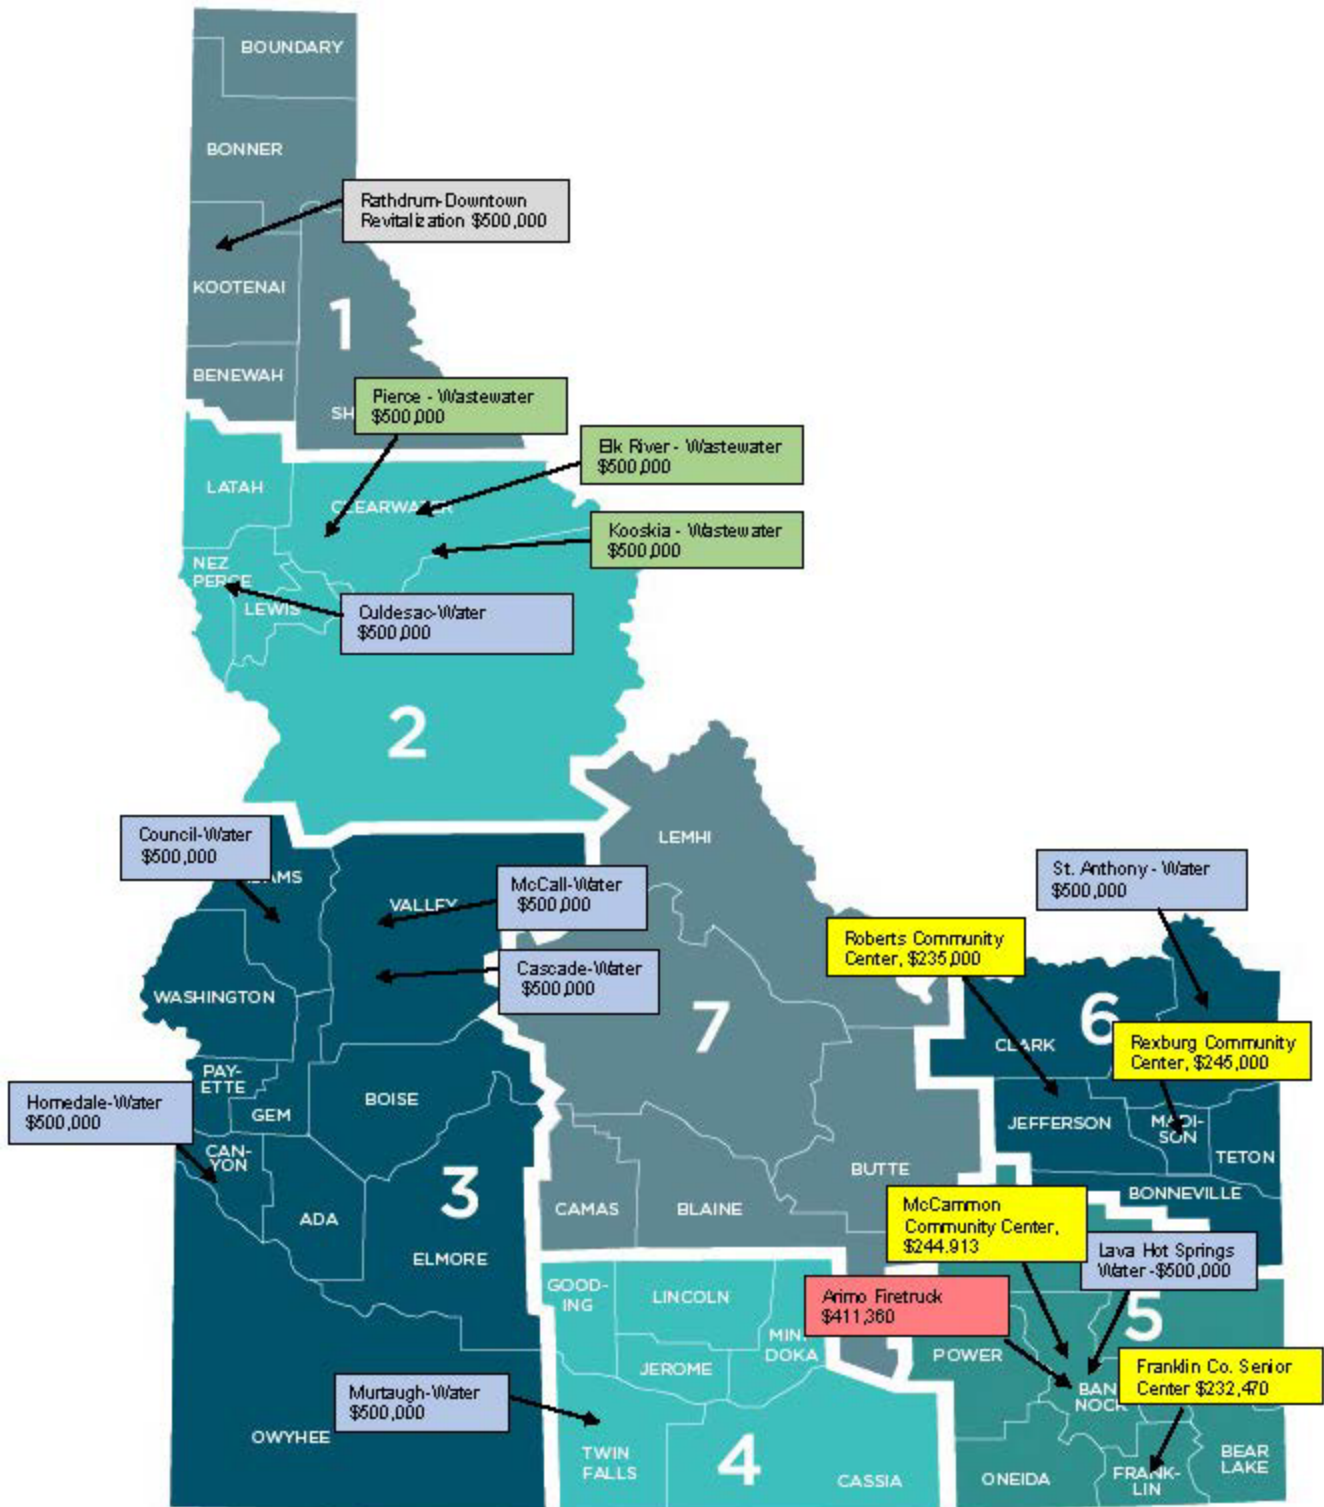 BOUNDARY
BONNER
Rathdrum-Downtown
Revitalization $500,000
KOOTENAI
1
BENEWAH
SH
Pierce - Wastewater
$500,000
Elk River - Wastewater
$500,000
LATAH
CLEARWATER
Kooskia - Wastewater
$500,000
NEZ
PERCE
LEWIS
Culdesac-Water
$500,000
2
Council-Water
$500,000
DAMS
VALLEY
McCall-Water
$500,000
Cascade-Water
$500,000
WASHINGTON
LEMHI
7
St. Anthony - Water
$500,000
Roberts Community
Center, $235,000
6
CLARK
Rexburg Community
Center, $245,000
PAY-
ETTE
GEM
BOISE
Homedale-Water
$500,000
CAN-
YON
ADA
3
ELMORE
CAMAS
BLAINE
BUTTE
JEFFERSON
MADI-
SON
TETON
BONNEVILLE
McCammon
Community Center,
$244.913
Lava Hot Springs
Water -$500,000
Arimo Firetruck
$411,360
5
GOOD-
ING
LINCOLN
MINI
DOKA
JEROME
POWER
BAN
NOCK
Franklin Co. Senior
Center $232,470
Murtaugh-Water
$500,000
OWYHEE
TWIN
FALLS
4
CASSIA
ONEIDA
FRANK-
LIN
BEAR
LAKE